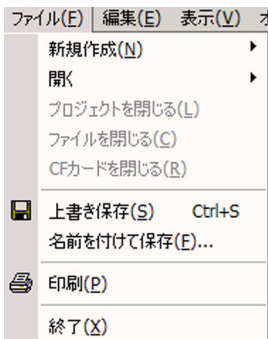 ファイル(F) 編集(E) 表示(V)
新規作成(N)
開く
プロジェクトを閉じる(L)
ファイルを閉じる(C)
CFカードを閉じる(R)
上書き保存(S) Ctrl+S
名前を付けて保存(F)...
印刷(P)
終了(X)